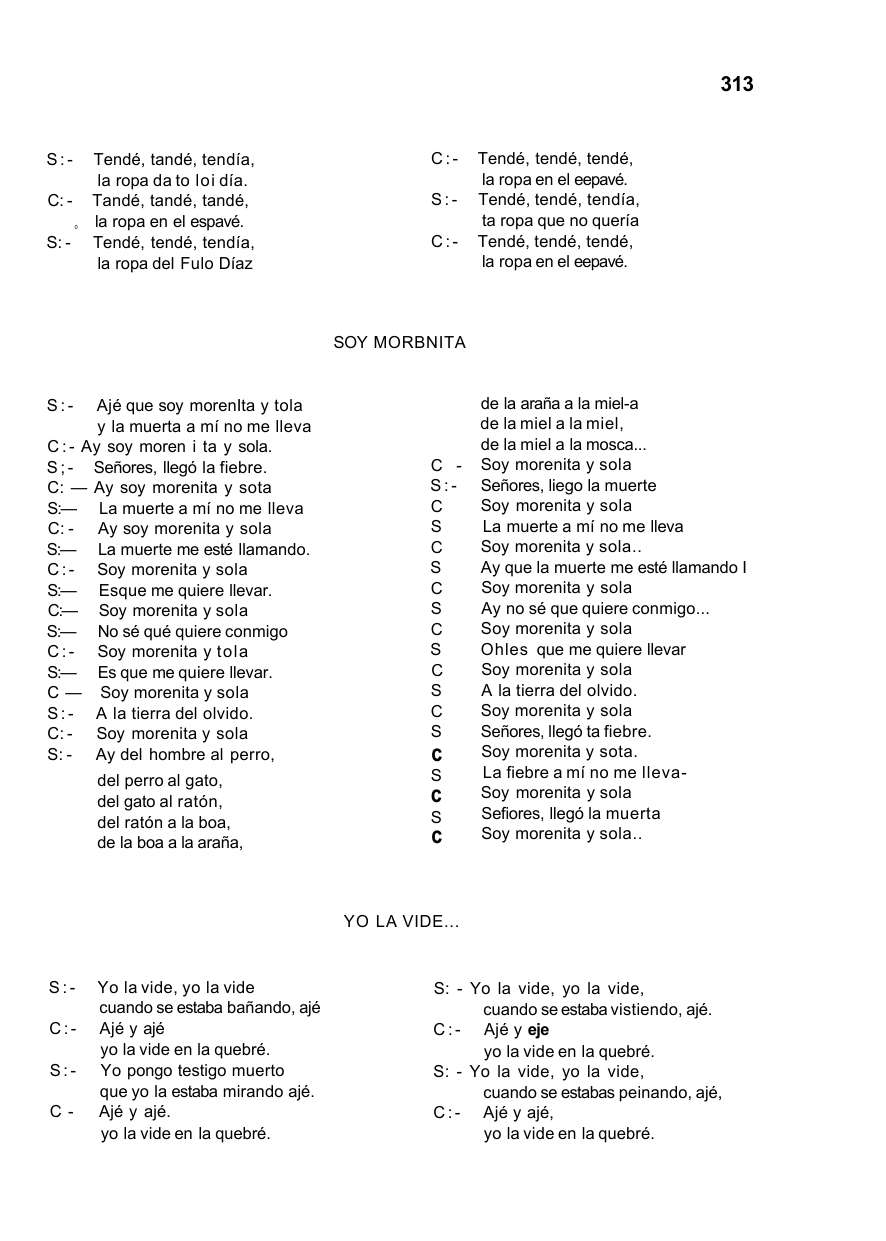 313
S:- Tendé, tandé, tendía,
la ropa da to loi día.
C:- Tandé, tandé, tandé,
o la ropa en el espavé.
S:- Tendé, tendé, tendía,
la ropa del Fulo Díaz
C:- Tendé, tendé, tendé,
la ropa en el eepavé.
S:- Tendé, tendé, tendía,
ta ropa que no quería
C:- Tendé, tendé, tendé,
la ropa en el eepavé.
SOY MORBNITA
S:- Ajé que soy morenIta y tola
y la muerta a mí no me lleva
C:- Ay soy moren i ta y sola.
S;- Señores, llegó la fiebre.
C: — Ay soy morenita y sota
S:— La muerte a mí no me lleva
C:- Ay soy morenita y sola
S:— La muerte me esté llamando.
C:- Soy morenita y sola
S:— Esque me quiere llevar.
C:— Soy morenita y sola
S:— No sé qué quiere conmigo
C:- Soy morenita y tola
S:— Es que me quiere llevar.
C — Soy morenita y sola
S:- A la tierra del olvido.
C:- Soy morenita y sola
S:- Ay del hombre al perro,
del perro al gato,
del gato al ratón,
del ratón a la boa,
de la boa a la araña,
de la araña a la miel-a
de la miel a la miel,
de la miel a la mosca...
C - Soy morenita y sola
S:- Señores, liego la muerte
C Soy morenita y sola
S La muerte a mí no me lleva
C Soy morenita y sola..
S Ay que la muerte me esté llamando I
C Soy morenita y sola
S Ay no sé que quiere conmigo...
C Soy morenita y sola
S Ohles que me quiere llevar
C Soy morenita y sola
S A la tierra del olvido.
C Soy morenita y sola
S Señores, llegó ta fiebre.
C Soy morenita y sota.
S La fiebre a mí no me lleva-
C Soy morenita y sola
S Sefiores, llegó la muerta
C Soy morenita y sola..
YO LA VIDE...
S:- Yo la vide, yo la vide
cuando se estaba bañando, ajé
C:- Ajé y ajé
yo la vide en la quebré.
S:- Yo pongo testigo muerto
que yo la estaba mirando ajé.
C - Ajé y ajé.
yo la vide en la quebré.
S: - Yo la vide, yo la vide,
cuando se estaba vistiendo, ajé.
C:- Ajé y eje
yo la vide en la quebré.
S: - Yo la vide, yo la vide,
cuando se estabas peinando, ajé,
C:- Ajé y ajé,
yo la vide en la quebré.